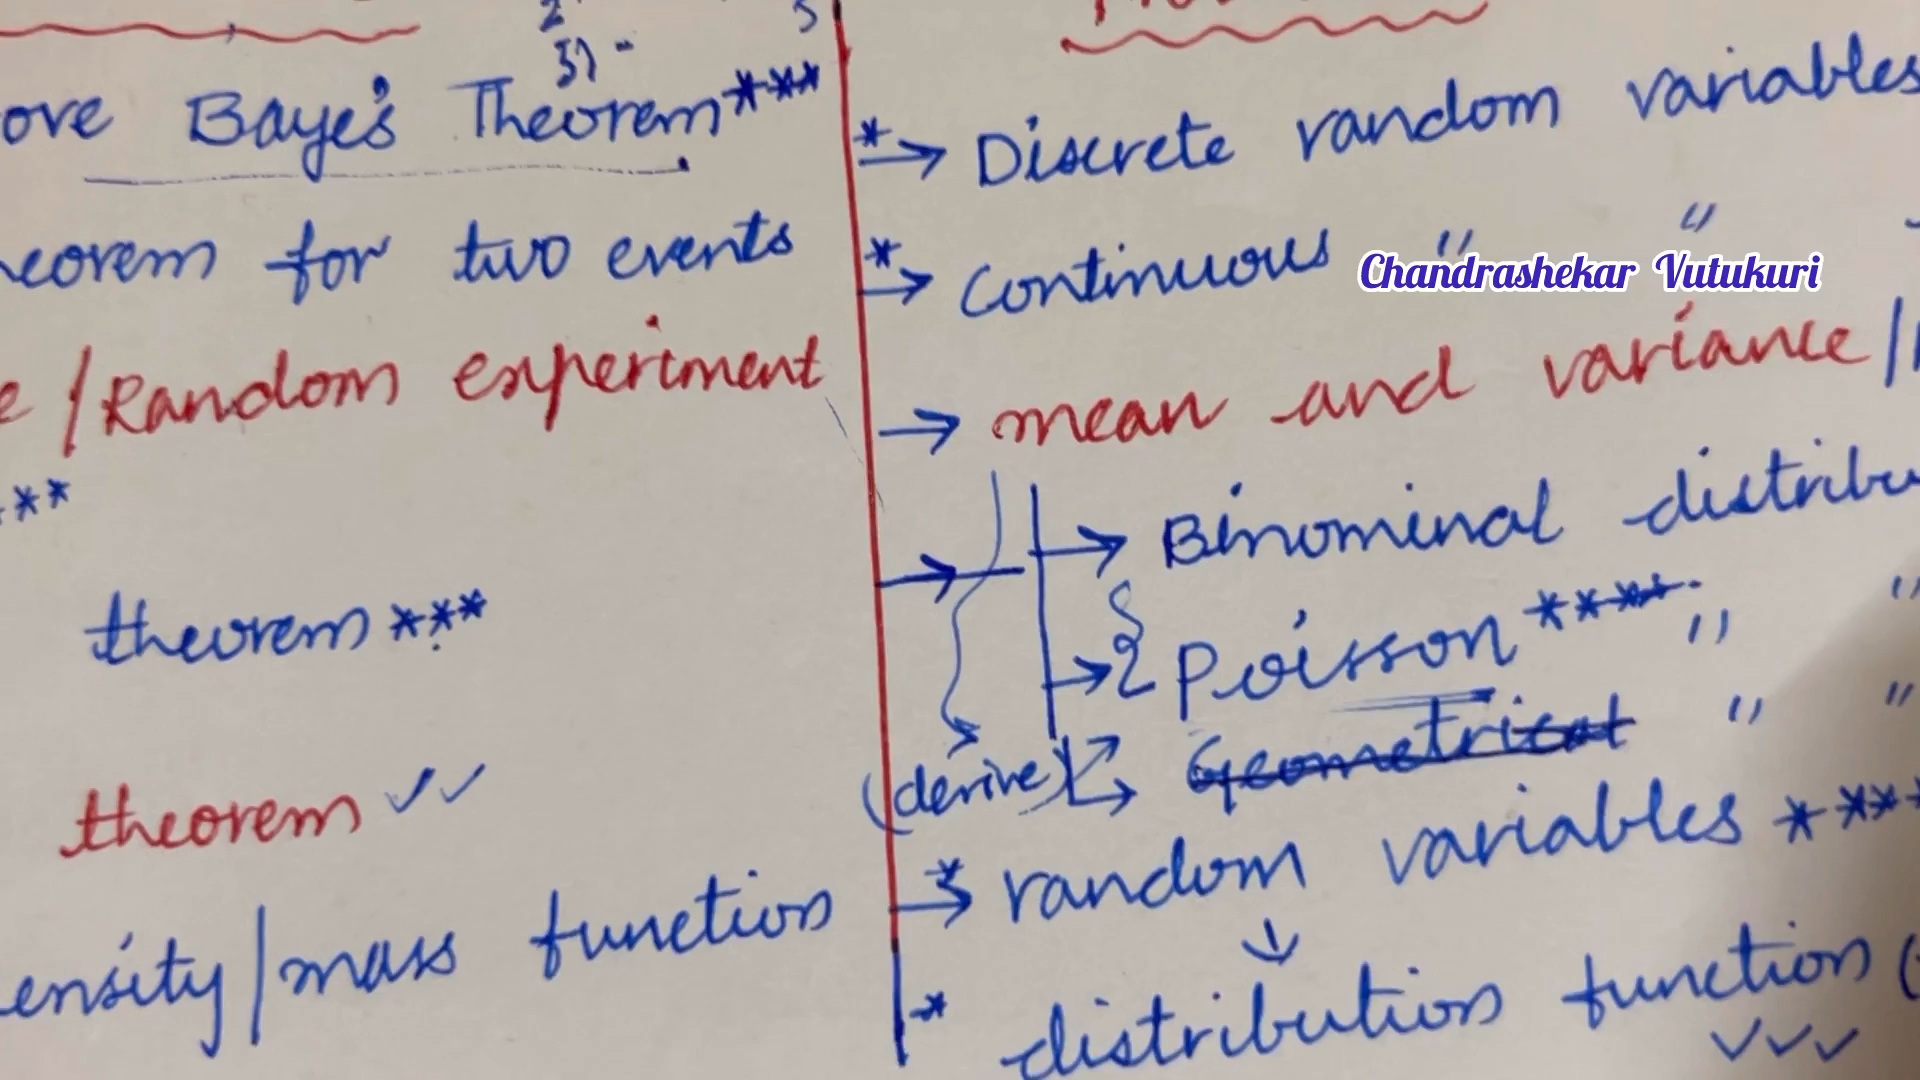 ove Baye's Theorem ***
heorem for two events
e / Random experiment
***
theorem ***
theorem ✓✓
ensity / mass function
* → Discrete random variables
* → Continuous " "
Chandrashekar Vutukuri
→ mean and variance /
→ → Binominal distribu
→ Poisson **** " "
(derive) → Geometrical " "
* → random variables ****
↓
* distribution function (
✓✓✓